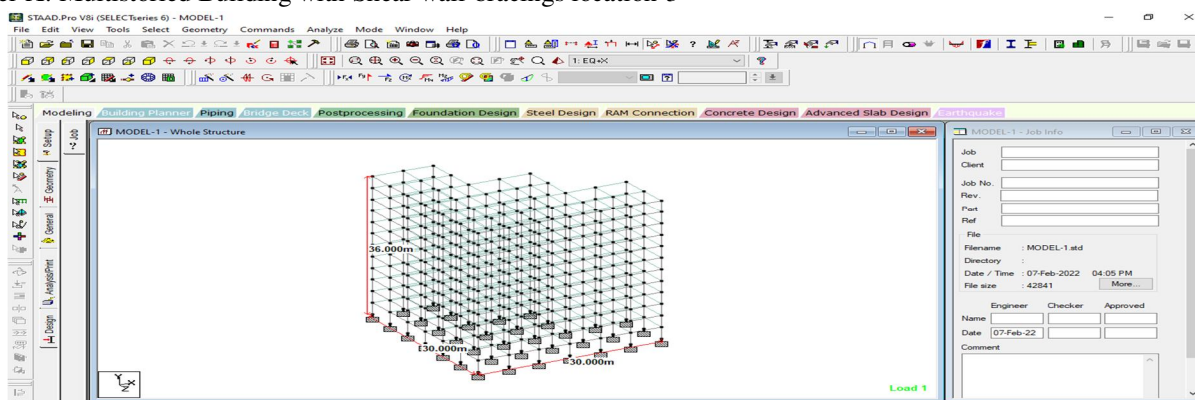 Multistoried Building with Shear wall Gracings location 3
STAAD.Pro V8i (SELECTseries 6) - MODEL-1
File Edit View Tools Select Geometry Commands Analyze Mode Window Help
1: EQ+X
Modeling Building Planner Piping Bridge Deck Postprocessing Foundation Design Steel Design RAM Connection Concrete Design Advanced Slab Design Earthquake
Setup
Geometry
General
Analysis/Print
Design
Job
MODEL-1 - Whole Structure
36.000m
30.000m
30.000m
Y
X
Z
Load 1
MODEL-1 - Job Info
Job
Client
Job No.
Rev.
Part
Ref
File
Filename : MODEL-1.std
Directory :
Date / Time : 07-Feb-2022 04:05 PM
File size : 42841 More...
Engineer Checker Approved
Name
Date 07-Feb-22
Comment